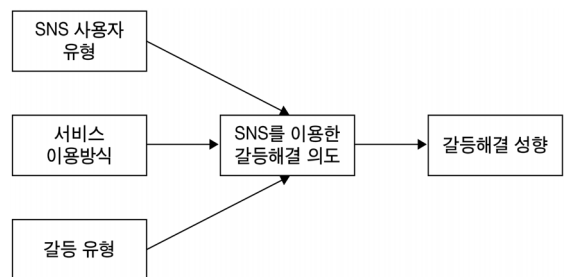 SNS 사용자
유형
서비스
이용방식
SNS를 이용한
갈등해결 의도
갈등해결 성향
갈등 유형